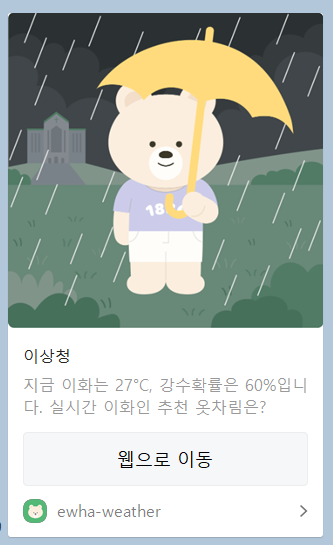 이상청
지금 이화는 27°C, 강수확률은 60%입니
다. 실시간 이화인 추천 옷차림은?
웹으로 이동
ewha-weather